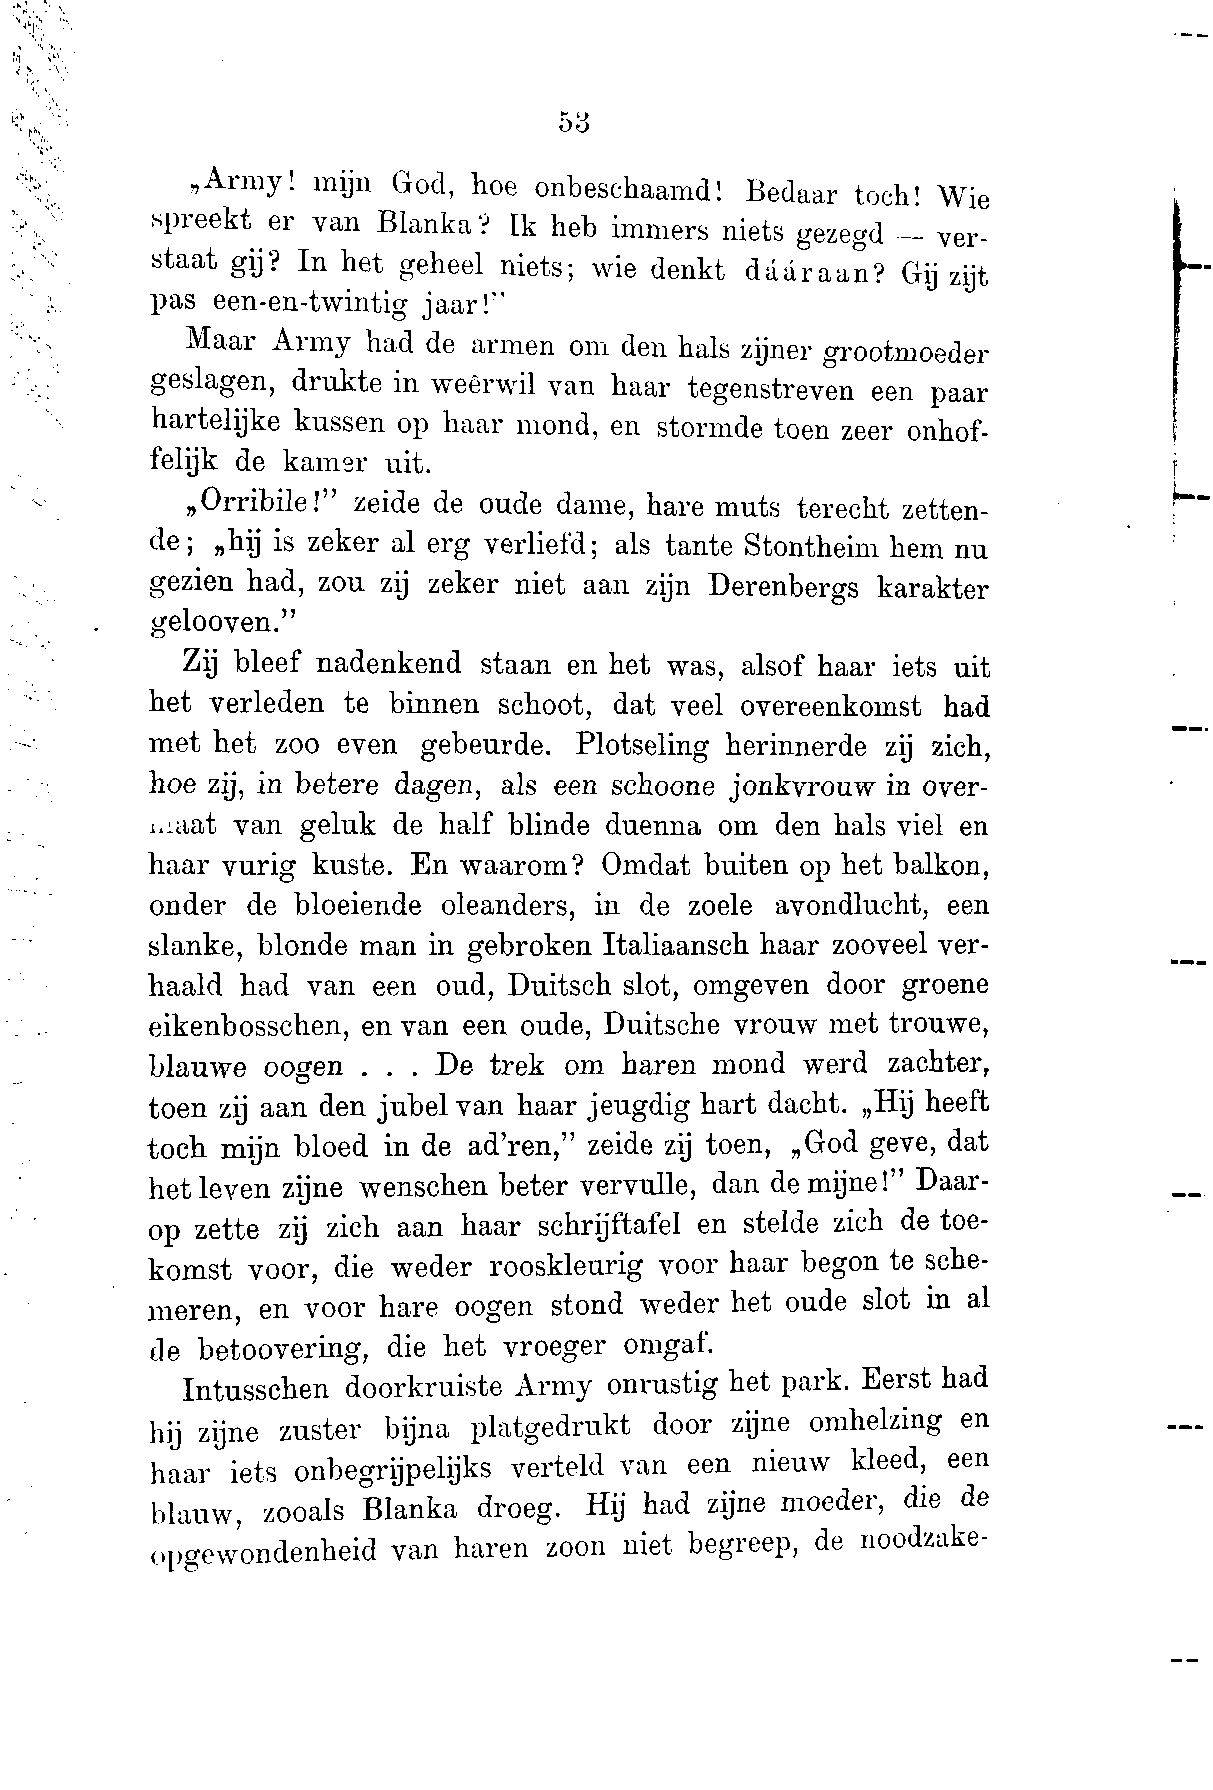 53
„Army! mijn God, hoe onbeschaamd! Bedaar toch! Wie
spreekt er van Blanka? Ik heb immers niets gezegd — ver-
staat gij? In het geheel niets; wie denkt dááraan? Gij zijt
pas een-en-twintig jaar!"
Maar Army had de armen om den hals zijner grootmoeder
geslagen, drukte in weêrwil van haar tegenstreven een paar
hartelijke kussen op haar mond, en stormde toen zeer onhof-
felijk de kamer uit.
„Orribile!” zeide de oude dame, hare muts terecht zetten-
de; „hij is zeker al erg verliefd; als tante Stontheim hem nu
gezien had, zou zij zeker niet aan zijn Derenbergs karakter
gelooven.”
Zij bleef nadenkend staan en het was, alsof haar iets uit
het verleden te binnen schoot, dat veel overeenkomst had
met het zoo even gebeurde. Plotseling herinnerde zij zich,
hoe zij, in betere dagen, als een schoone jonkvrouw in over-
maat van geluk de half blinde duenna om den hals viel en
haar vurig kuste. En waarom? Omdat buiten op het balkon,
onder de bloeiende oleanders, in de zoele avondlucht, een
slanke, blonde man in gebroken Italiaansch haar zooveel ver-
haald had van een oud, Duitsch slot, omgeven door groene
eikenbosschen, en van een oude, Duitsche vrouw met trouwe,
blauwe oogen . . . De trek om haren mond werd zachter,
toen zij aan den jubel van haar jeugdig hart dacht. „Hij heeft
toch mijn bloed in de ad’ren,” zeide zij toen, „God geve, dat
het leven zijne wenschen beter vervulle, dan de mijne!” Daar-
op zette zij zich aan haar schrijftafel en stelde zich de toe-
komst voor, die weder rooskleurig voor haar begon te sche-
meren, en voor hare oogen stond weder het oude slot in al
de betoovering, die het vroeger omgaf.
Intusschen doorkruiste Army onrustig het park. Eerst had
hij zijne zuster bijna platgedrukt door zijne omhelzing en
haar iets onbegrijpelijks verteld van een nieuw kleed, een
blauw, zooals Blanka droeg. Hij had zijne moeder, die de
opgewondenheid van haren zoon niet begreep, de noodzake-